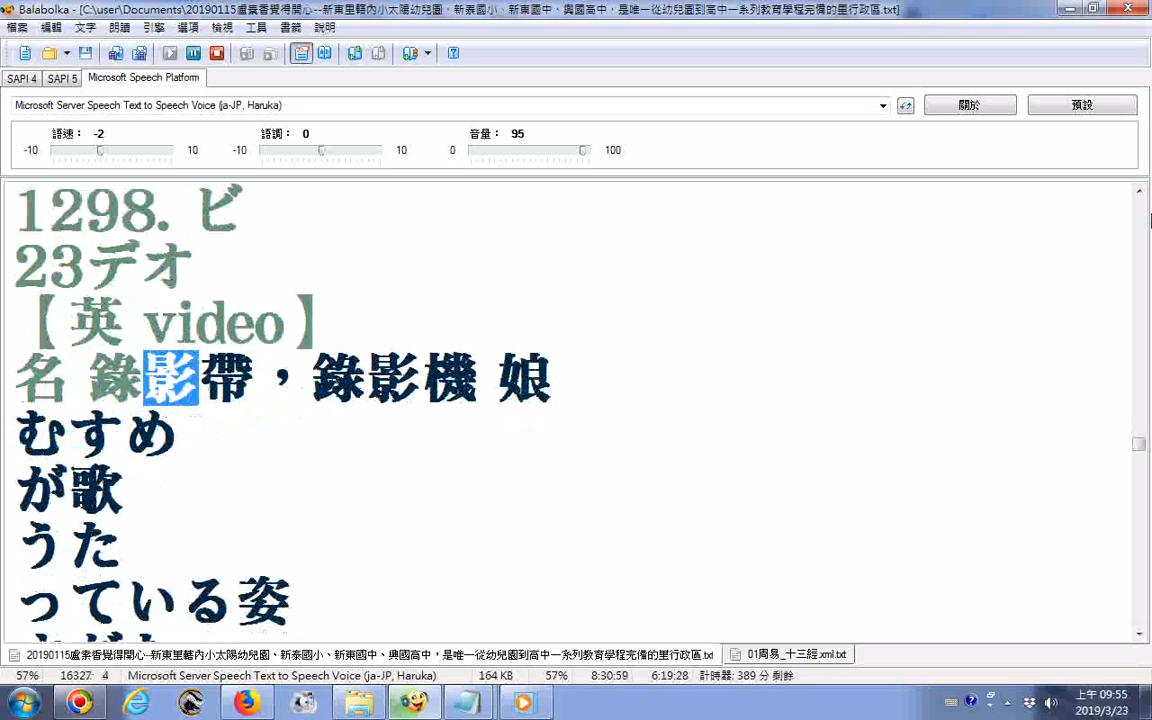 Balabolka - [C:\user\Documents\20190115盧素香覺得開心--新東里轄內小太陽幼兒園、新泰國小、新東國中、興國高中，是唯一從幼兒園到高中一系列教育學程完備的里行政區.txt]
檔案 編輯 文字 朗讀 引擎 選項 檢視 工具 書籤 說明
SAPI 4 SAPI 5 Microsoft Speech Platform
Microsoft Server Speech Text to Speech Voice (ja-JP, Haruka) 關於 預設
語速： -2 語調： 0 音量： 95
-10 10 -10 10 0 100
1298. ビ
23デオ
【英 video】
名 錄影帶，錄影機 娘
むすめ
が歌
うた
っている姿
20190115盧素香覺得開心--新東里轄內小太陽幼兒園、新泰國小、新東國中、興國高中，是唯一從幼兒園到高中一系列教育學程完備的里行政區.txt 01周易_十三經.xml.txt
57% 16327: 4 Microsoft Server Speech Text to Speech Voice (ja-JP, Haruka) 164 KB 57% 8:30:59 6:19:28 計時器: 389 分 剩餘
上午 09:55
2019/3/23